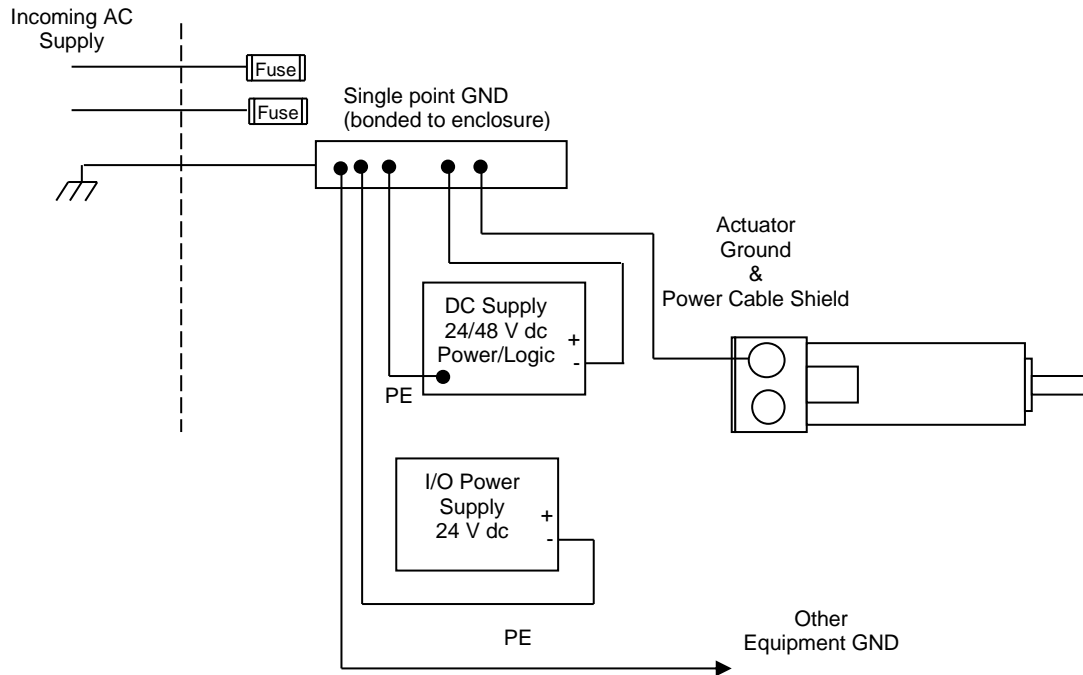 Incoming AC
Supply
Fuse
Fuse
Single point GND
(bonded to enclosure)
Actuator
Ground
&
Power Cable Shield
DC Supply
24/48 V dc
Power/Logic
+
-
PE
I/O Power
Supply
24 V dc
+
-
PE
Other
Equipment GND